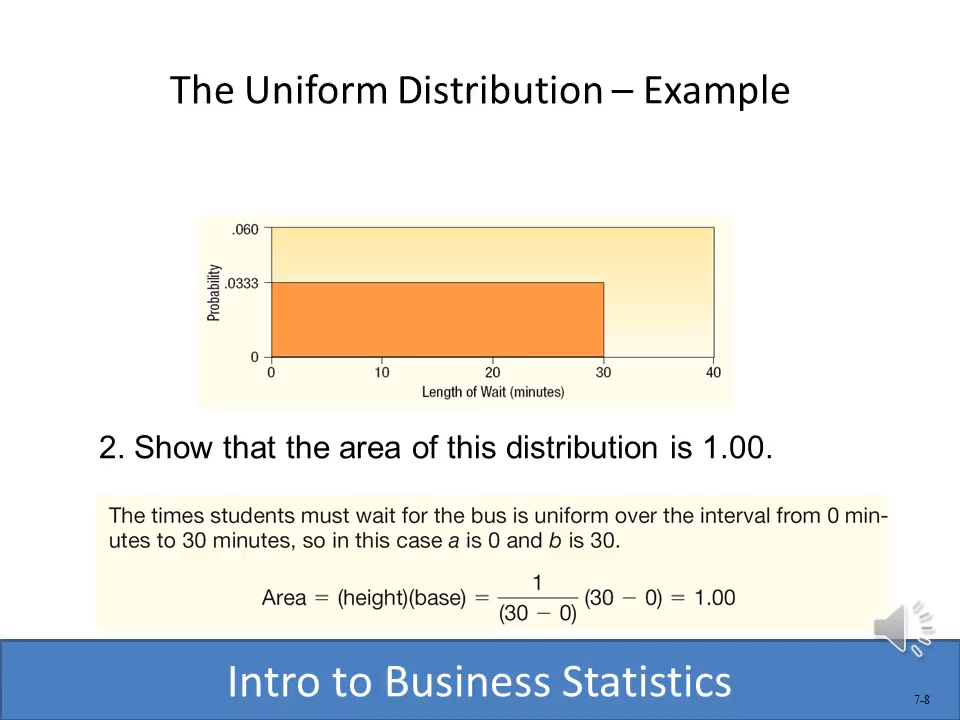 The Uniform Distribution – Example
.060
.0333
0
Probability
0 10 20 30 40
Length of Wait (minutes)
2. Show that the area of this distribution is 1.00.
The times students must wait for the bus is uniform over the interval from 0 min-
utes to 30 minutes, so in this case a is 0 and b is 30.
Area = (height)(base) = 1/(30 − 0) (30 − 0) = 1.00
Intro to Business Statistics
7-8